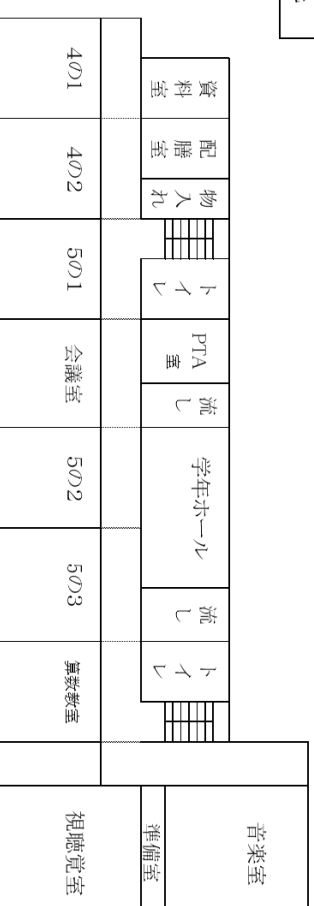 資料室
配膳室
物入れ
トイレ
PTA室
流し
学年ホール
流し
トイレ
4の1
4の2
5の1
会議室
5の2
5の3
算数教室
音楽室
準備室
視聴覚室